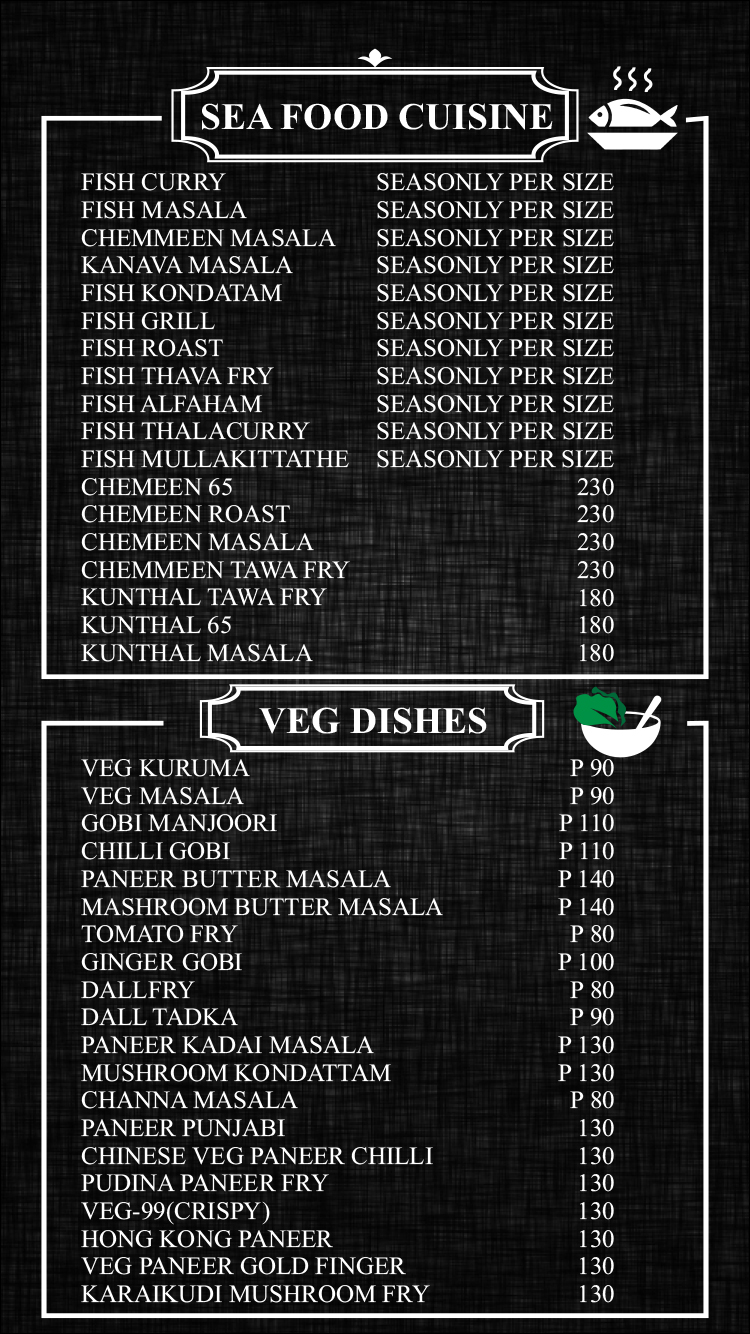 SEA FOOD CUISINE
FISH CURRY SEASONLY PER SIZE
FISH MASALA SEASONLY PER SIZE
CHEMMEEN MASALA SEASONLY PER SIZE
KANAVA MASALA SEASONLY PER SIZE
FISH KONDATAM SEASONLY PER SIZE
FISH GRILL SEASONLY PER SIZE
FISH ROAST SEASONLY PER SIZE
FISH THAVA FRY SEASONLY PER SIZE
FISH ALFAHAM SEASONLY PER SIZE
FISH THALACURRY SEASONLY PER SIZE
FISH MULLAKITTATHE SEASONLY PER SIZE
CHEMEEN 65 230
CHEMEEN ROAST 230
CHEMEEN MASALA 230
CHEMMEEN TAWA FRY 230
KUNTHAL TAWA FRY 180
KUNTHAL 65 180
KUNTHAL MASALA 180
VEG DISHES
VEG KURUMA P 90
VEG MASALA P 90
GOBI MANJOORI P 110
CHILLI GOBI P 110
PANEER BUTTER MASALA P 140
MASHROOM BUTTER MASALA P 140
TOMATO FRY P 80
GINGER GOBI P 100
DALLFRY P 80
DALL TADKA P 90
PANEER KADAI MASALA P 130
MUSHROOM KONDATTAM P 130
CHANNA MASALA P 80
PANEER PUNJABI 130
CHINESE VEG PANEER CHILLI 130
PUDINA PANEER FRY 130
VEG-99(CRISPY) 130
HONG KONG PANEER 130
VEG PANEER GOLD FINGER 130
KARAIKUDI MUSHROOM FRY 130